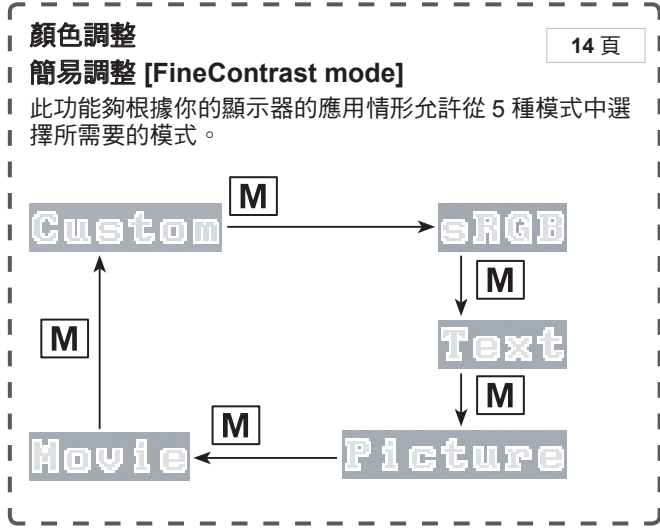 顏色調整
14 頁
簡易調整 [FineContrast mode]
此功能夠根據你的顯示器的應用情形允許從 5 種模式中選
擇所需要的模式。
Custom
M
sRGB
M
M
Text
M
M
Movie
Picture